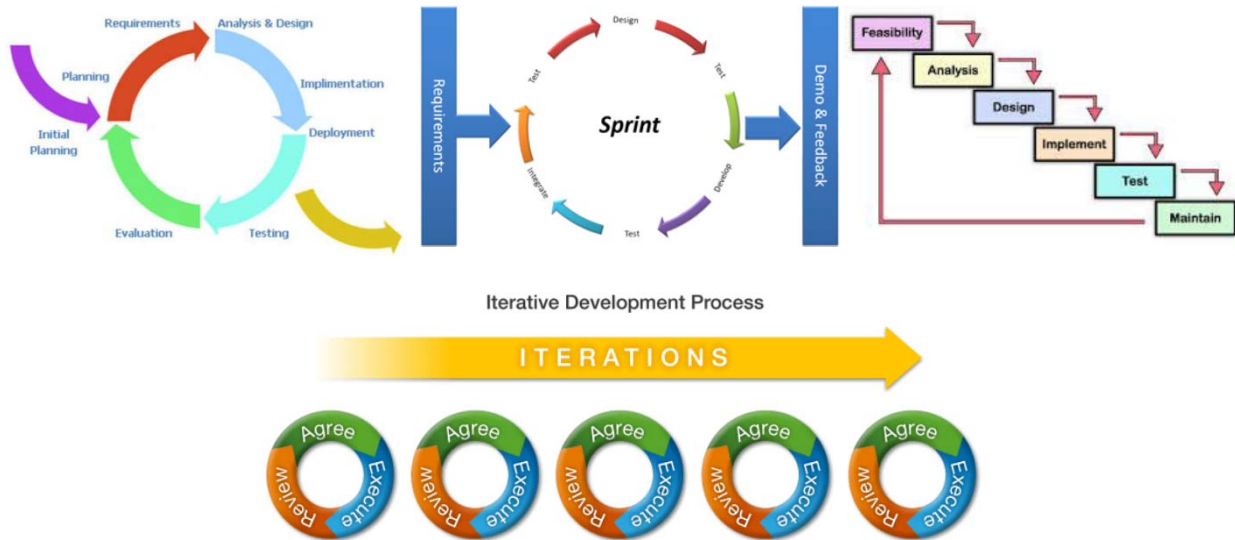 Requirements
Analysis & Design
Planning
Implimentation
Initial
Planning
Deployment
Evaluation
Testing
Requirements
Design
Test
Test
Sprint
Integrate
Develop
Test
Demo & Feedback
Feasibility
Analysis
Design
Implement
Test
Maintain
Iterative Development Process
ITERATIONS
Agree
Execute
Review
Agree
Execute
Review
Agree
Execute
Review
Agree
Execute
Review
Agree
Execute
Review